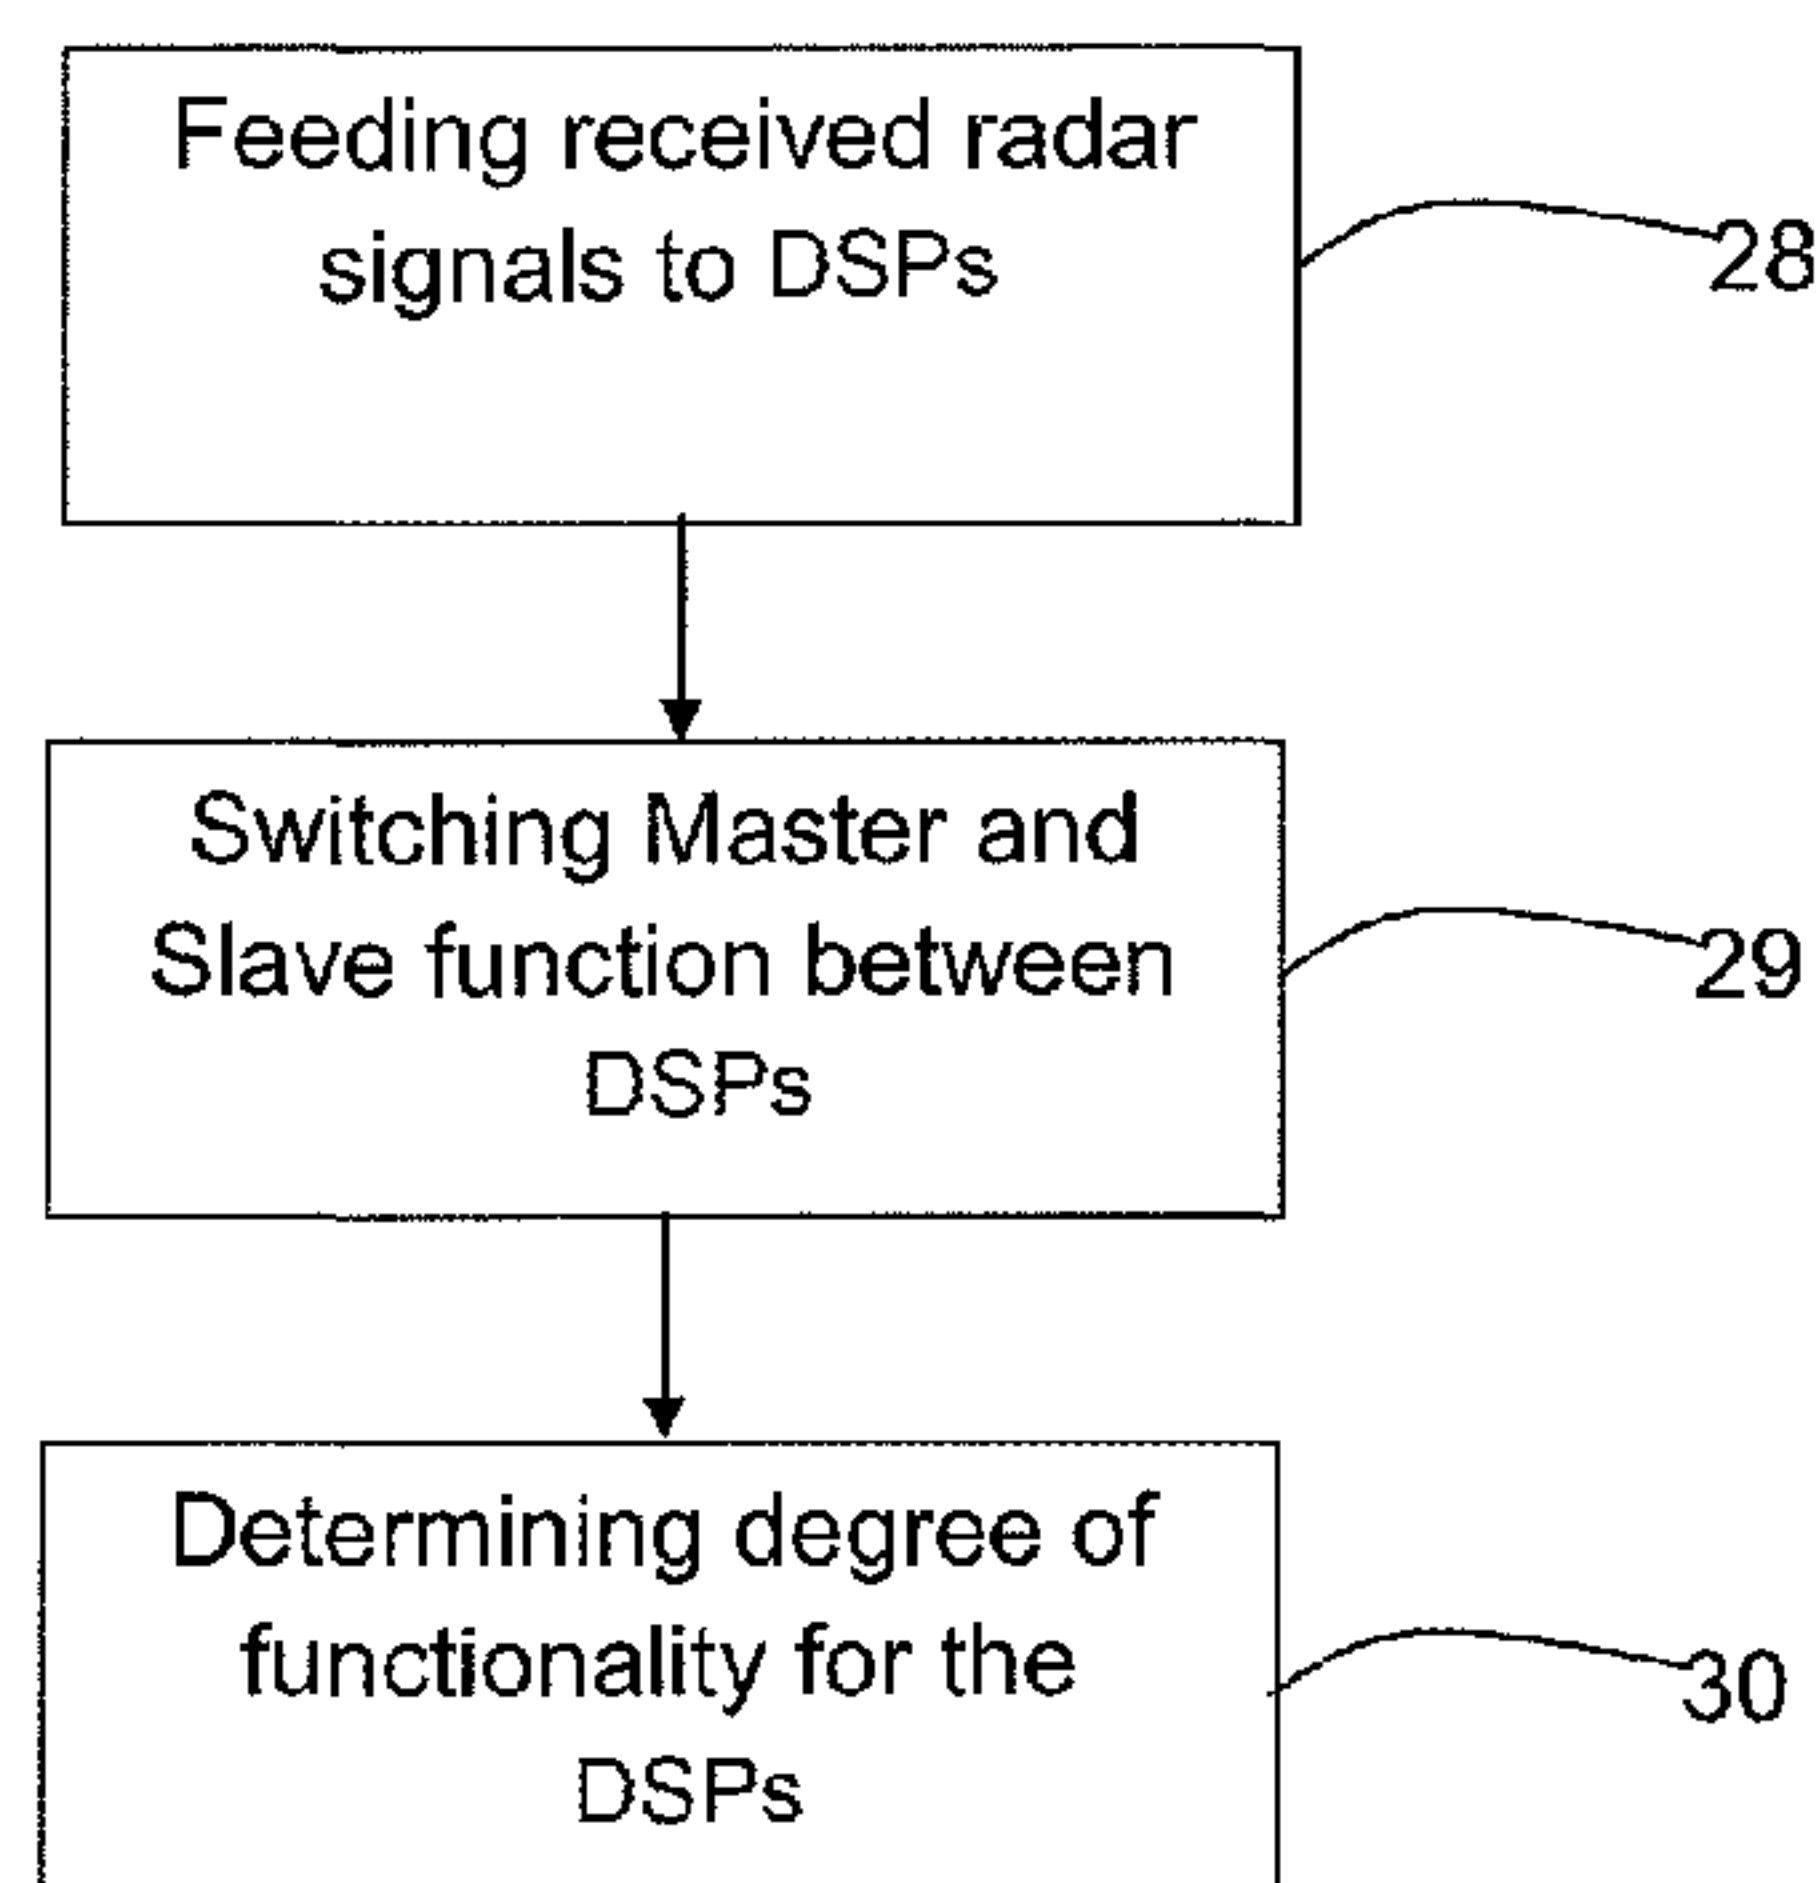 Feeding received radar
signals to DSPs
28
Switching Master and
Slave function between
DSPs
29
Determining degree of
functionality for the
DSPs
30